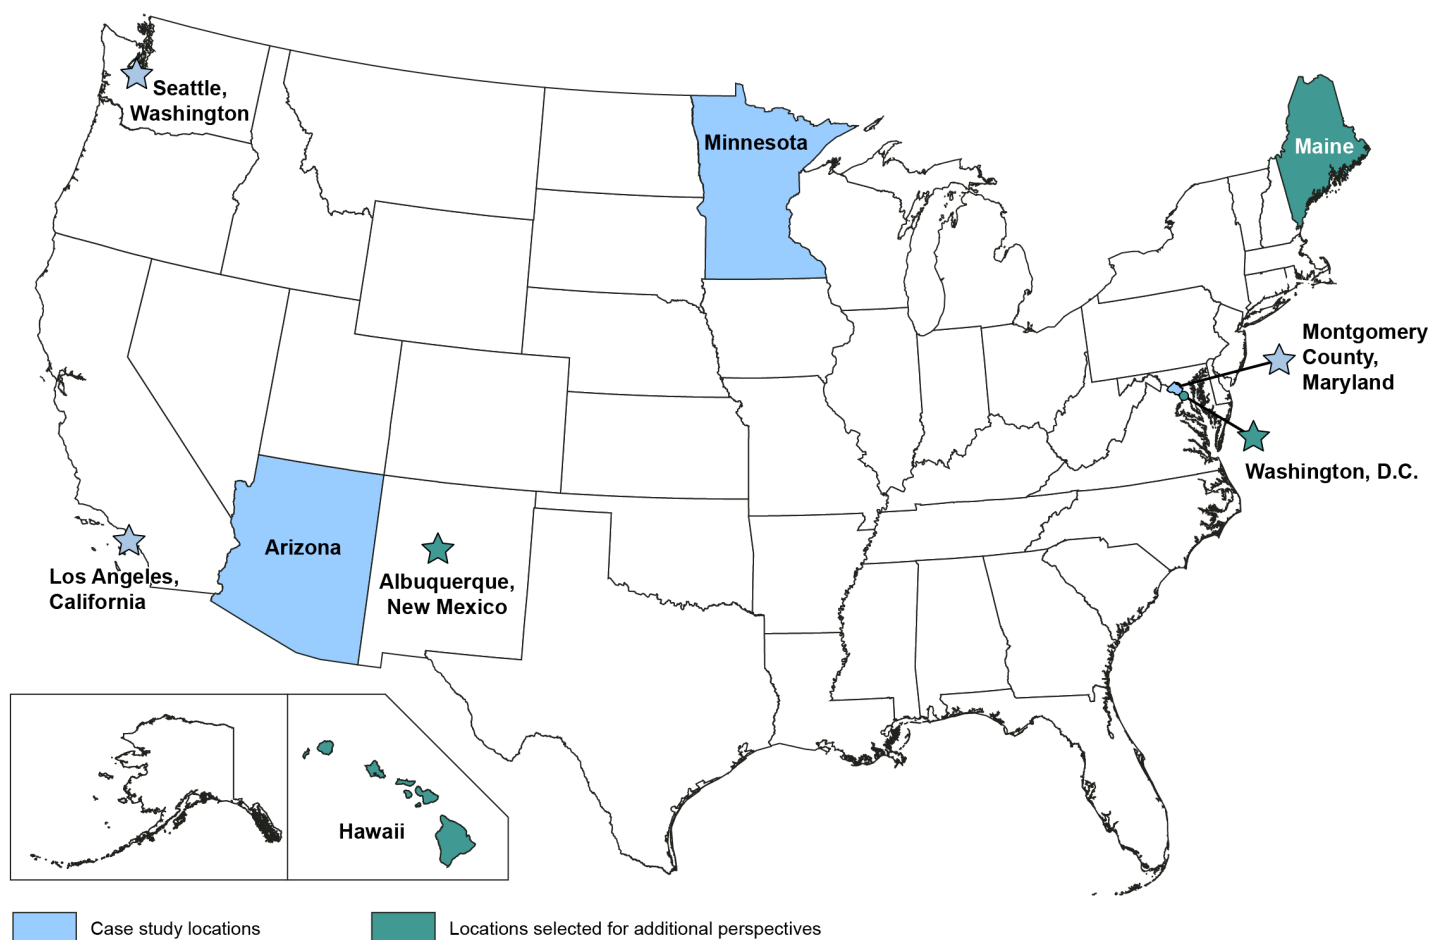 Seattle,
Washington
Minnesota
Maine
Montgomery
County,
Maryland
Washington, D.C.
Arizona
Los Angeles,
California
Albuquerque,
New Mexico
Hawaii
Case study locations
Locations selected for additional perspectives